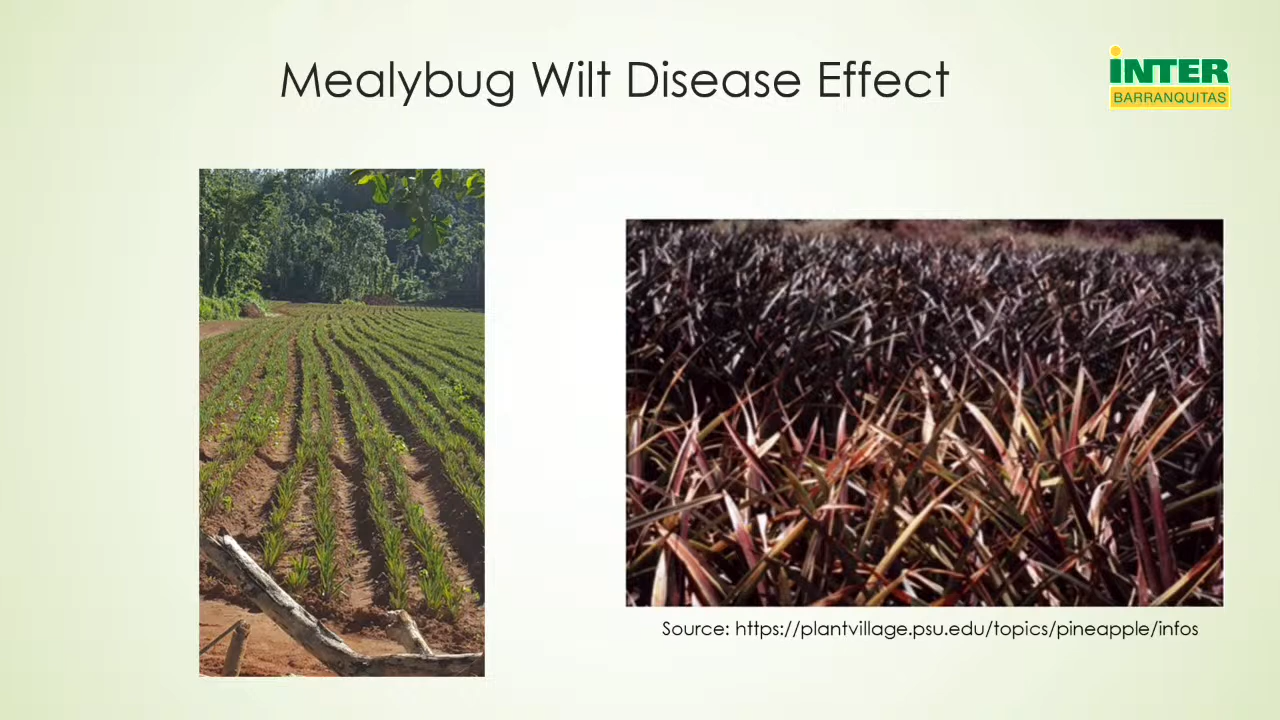 Mealybug Wilt Disease Effect
iNTER
BARRANQUITAS
Source: https://plantvillage.psu.edu/topics/pineapple/infos